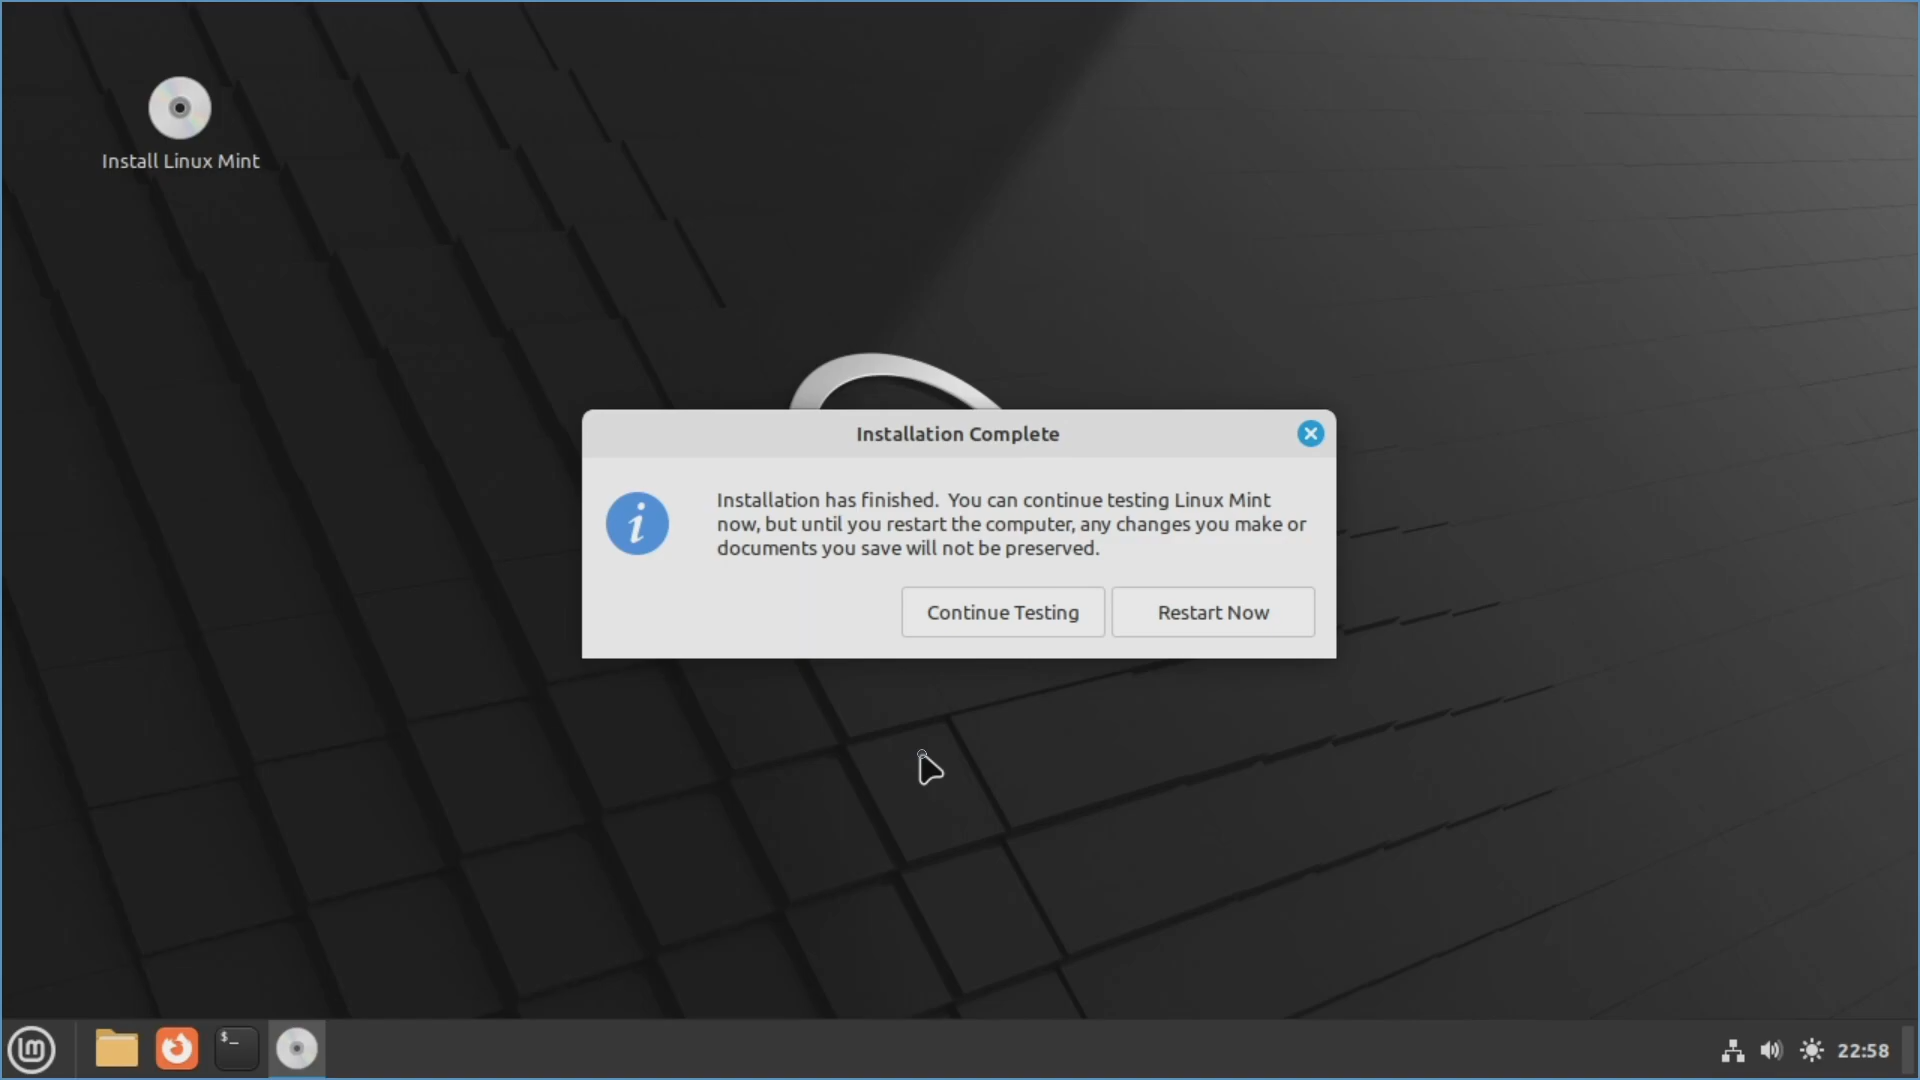 Install Linux Mint
Installation Complete
Installation has finished.  You can continue testing Linux Mint
now, but until you restart the computer, any changes you make or
documents you save will not be preserved.
Continue Testing
Restart Now
$_
22:58